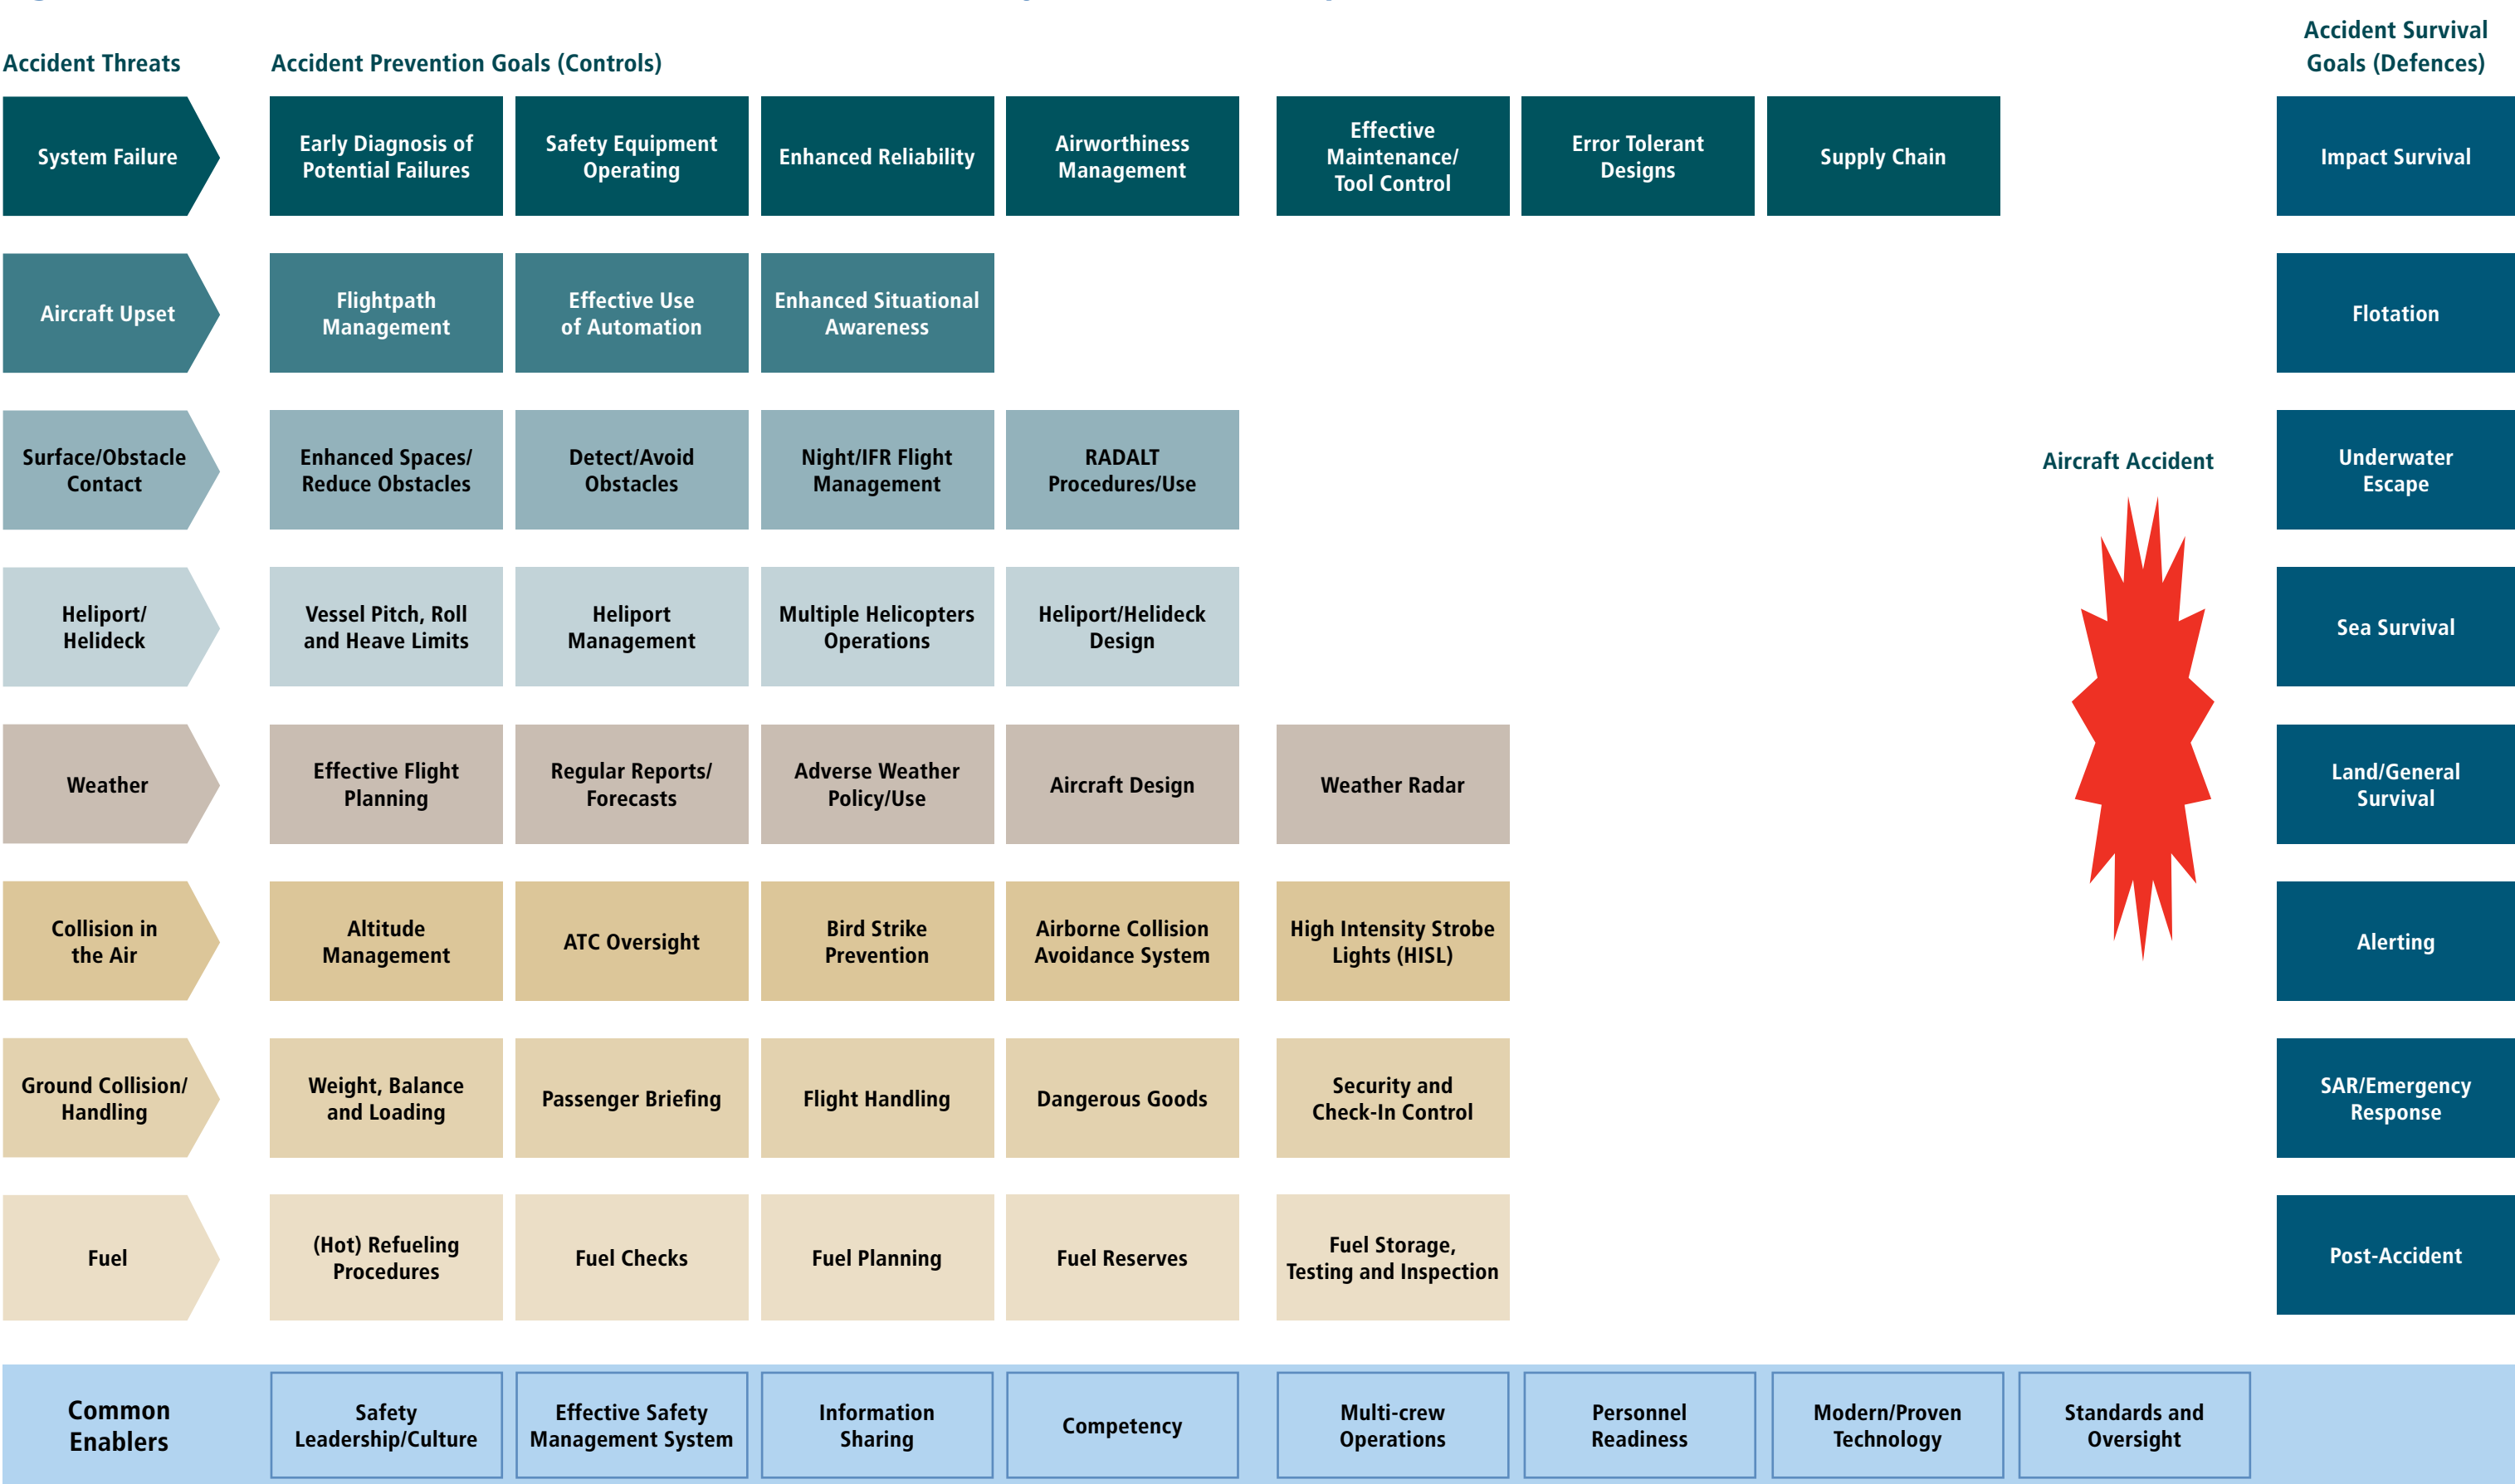 Accident Threats
Accident Prevention Goals (Controls)
Accident Survival
Goals (Defences)
System Failure
Early Diagnosis of
Potential Failures
Safety Equipment
Operating
Enhanced Reliability
Airworthiness
Management
Effective
Maintenance/
Tool Control
Error Tolerant
Designs
Supply Chain
Impact Survival
Aircraft Upset
Flightpath
Management
Effective Use
of Automation
Enhanced Situational
Awareness
Flotation
Surface/Obstacle
Contact
Enhanced Spaces/
Reduce Obstacles
Detect/Avoid
Obstacles
Night/IFR Flight
Management
RADALT
Procedures/Use
Aircraft Accident
Underwater
Escape
Heliport/
Helideck
Vessel Pitch, Roll
and Heave Limits
Heliport
Management
Multiple Helicopters
Operations
Heliport/Helideck
Design
Sea Survival
Weather
Effective Flight
Planning
Regular Reports/
Forecasts
Adverse Weather
Policy/Use
Aircraft Design
Weather Radar
Land/General
Survival
Collision in
the Air
Altitude
Management
ATC Oversight
Bird Strike
Prevention
Airborne Collision
Avoidance System
High Intensity Strobe
Lights (HISL)
Alerting
Ground Collision/
Handling
Weight, Balance
and Loading
Passenger Briefing
Flight Handling
Dangerous Goods
Security and
Check-In Control
SAR/Emergency
Response
Fuel
(Hot) Refueling
Procedures
Fuel Checks
Fuel Planning
Fuel Reserves
Fuel Storage,
Testing and Inspection
Post-Accident
Common
Enablers
Safety
Leadership/Culture
Effective Safety
Management System
Information
Sharing
Competency
Multi-crew
Operations
Personnel
Readiness
Modern/Proven
Technology
Standards and
Oversight